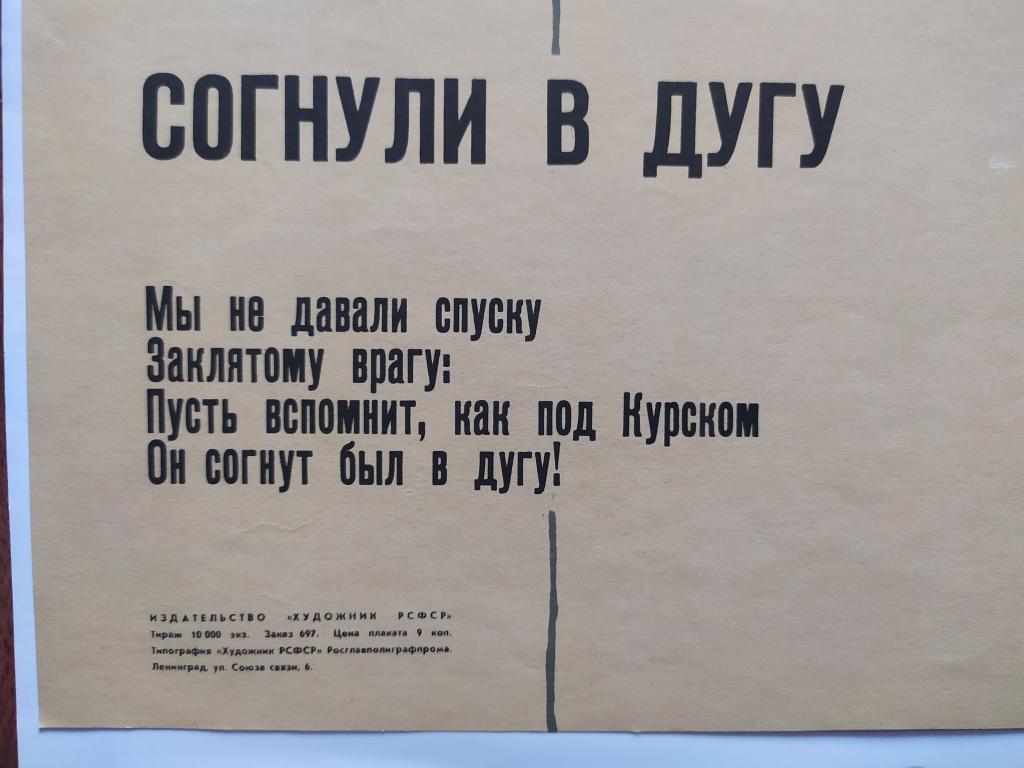 СОГНУЛИ В ДУГУ
Мы не давали спуску
Заклятому врагу:
Пусть вспомнит, как под Курском
Он согнут был в дугу!
ИЗДАТЕЛЬСТВО «ХУДОЖНИК РСФСР»
Тираж 10 000 экз. Заказ 697. Цена плаката 9 коп.
Типография «Художник РСФСР» Росглавполиграфпрома.
Ленинград, ул. Союза связи, 6.